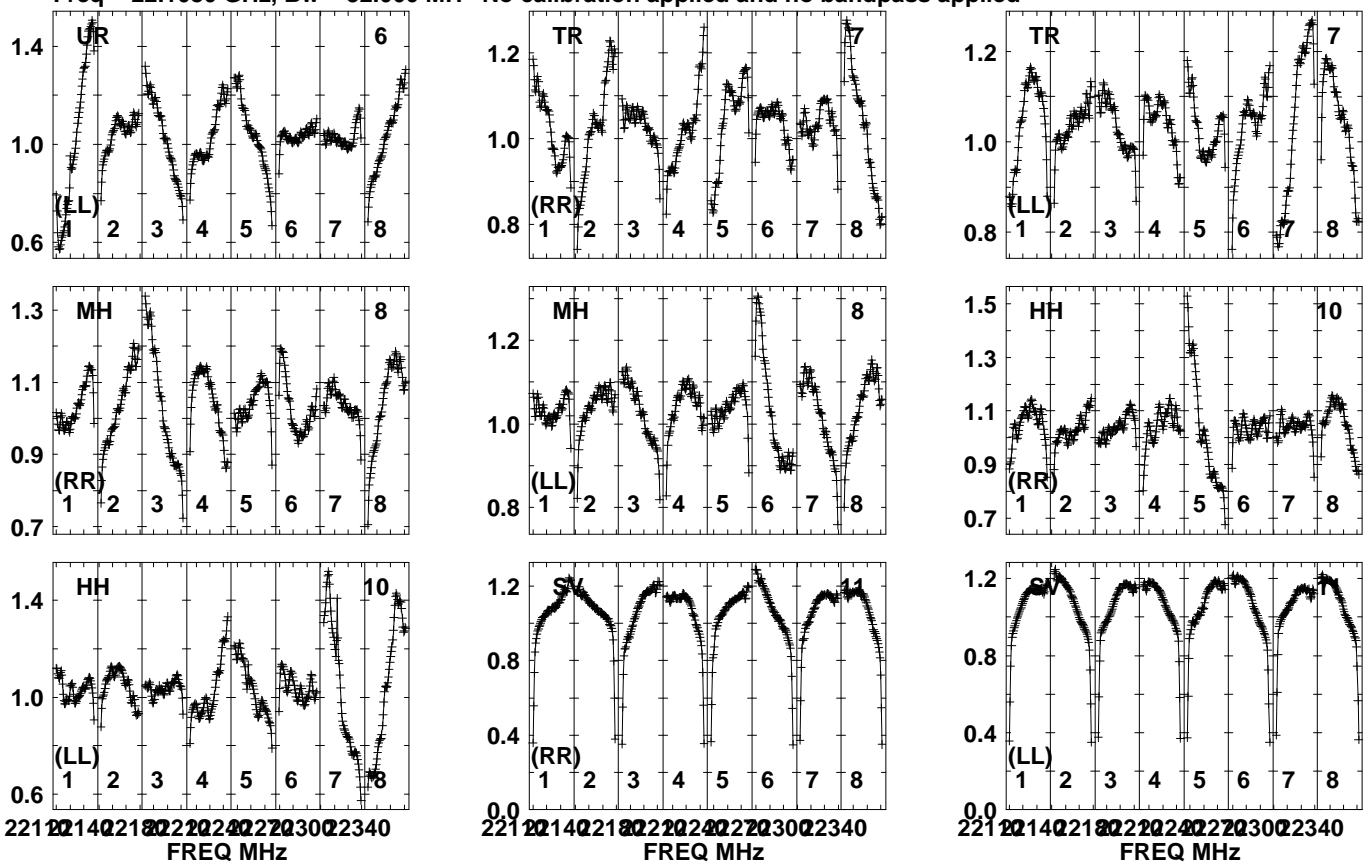 No calibration applied and no bandpass applied
UR 6
1.4
1.0
0.6
(LL)
1 2 3 4 5 6 7 8
TR 7
1.2
1.0
0.8
(RR)
1 2 3 4 5 6 7 8
TR 7
1.2
1.0
0.8
(LL)
1 2 3 4 5 6 7 8
MH 8
1.3
1.1
0.9
0.7
(RR)
1 2 3 4 5 6 7 8
MH 8
1.2
1.0
0.8
(LL)
1 2 3 4 5 6 7 8
HH 10
1.5
1.3
1.1
0.9
0.7
(RR)
1 2 3 4 5 6 7 8
HH 10
1.4
1.0
0.6
(LL)
1 2 3 4 5 6 7 8
SV 11
1.2
0.8
0.4
0.0
(RR)
1 2 3 4 5 6 7 8
SV 11
1.2
0.8
0.4
0.0
(LL)
1 2 3 4 5 6 7 8
22340 22340 22340
FREQ MHz FREQ MHz FREQ MHz